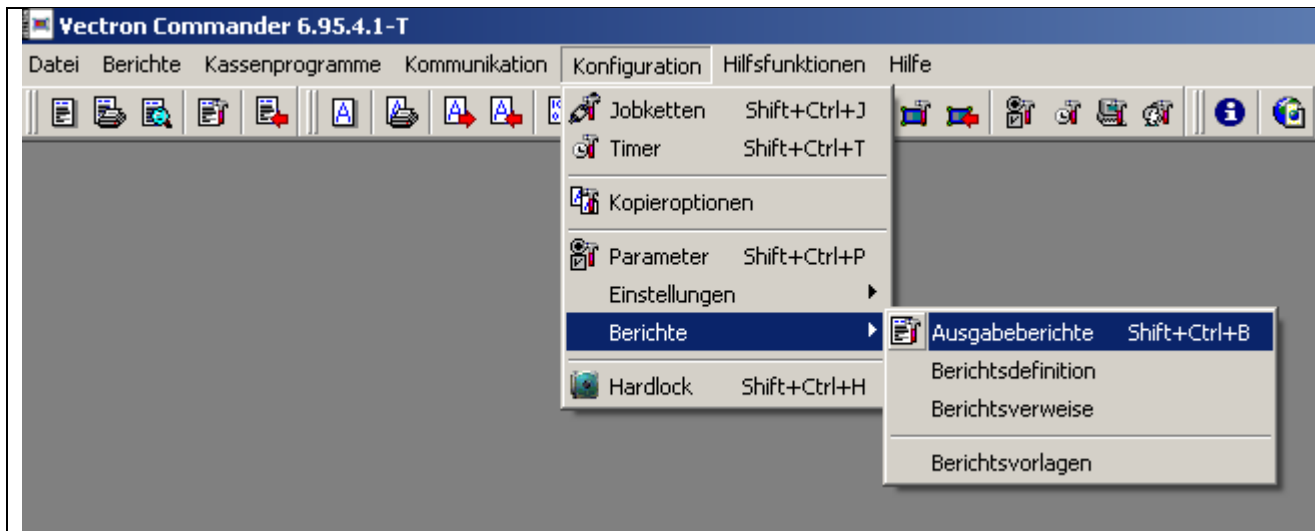 Vectron Commander 6.95.4.1-T
Datei Berichte Kassenprogramme Kommunikation Konfiguration Hilfsfunktionen Hilfe
Jobketten Shift+Ctrl+J
Timer Shift+Ctrl+T
Kopieroptionen
Parameter Shift+Ctrl+P
Einstellungen
Berichte
Hardlock Shift+Ctrl+H
Ausgabeberichte Shift+Ctrl+B
Berichtsdefinition
Berichtsverweise
Berichtsvorlagen